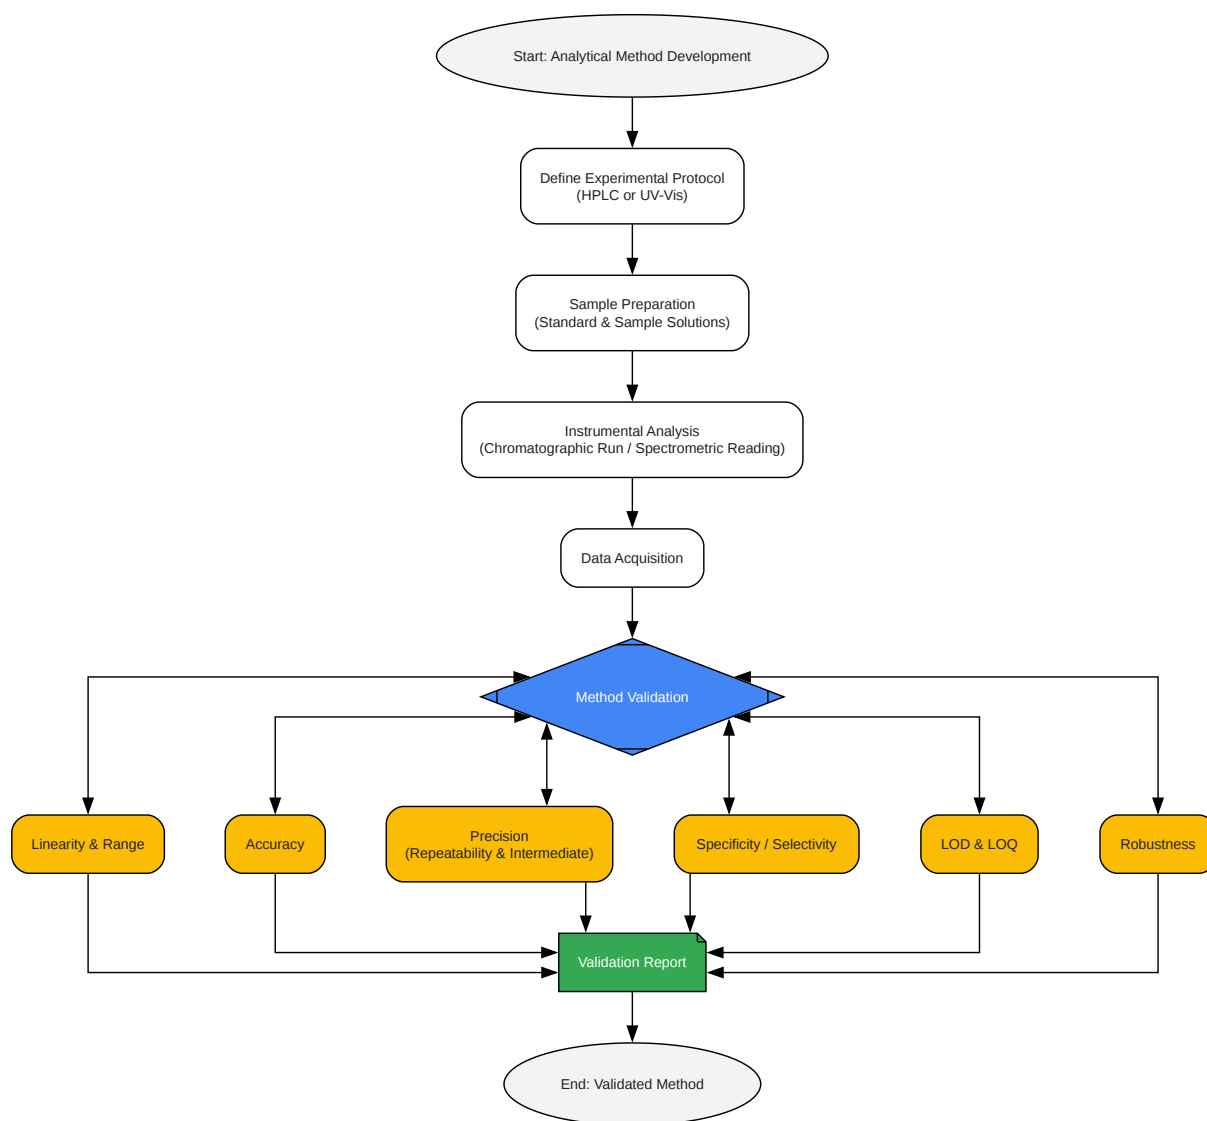 Start: Analytical Method Development
Define Experimental Protocol
(HPLC or UV-Vis)
Sample Preparation
(Standard & Sample Solutions)
Instrumental Analysis
(Chromatographic Run / Spectrometric Reading)
Data Acquisition
Method Validation
Linearity & Range
Accuracy
Precision
(Repeatability & Intermediate)
Specificity / Selectivity
LOD & LOQ
Robustness
Validation Report
End: Validated Method